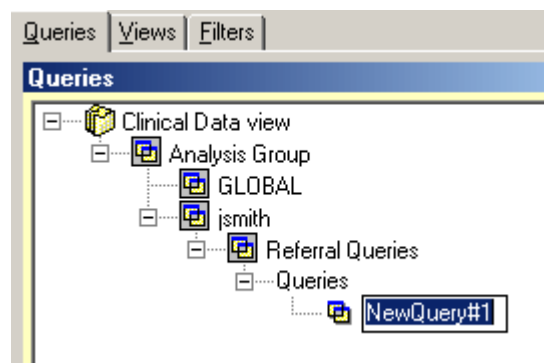 Queries Views Filters
Queries
Clinical Data view
Analysis Group
GLOBAL
jsmith
Referral Queries
Queries
NewQuery#1